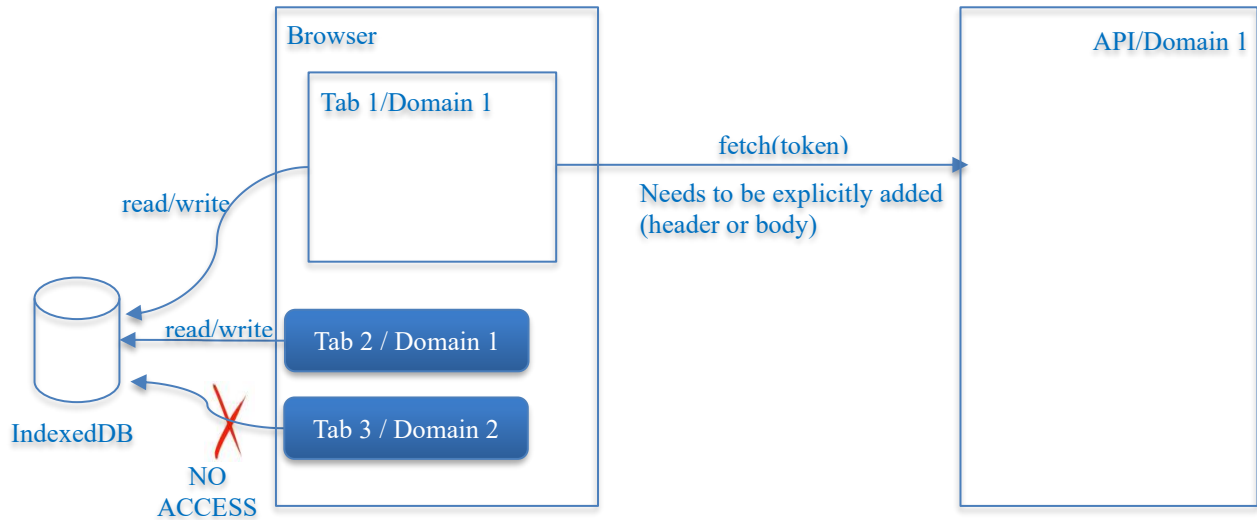 Browser
API/Domain 1
Tab 1/Domain 1
fetch(token)
Needs to be explicitly added
(header or body)
read/write
read/write
Tab 2 / Domain 1
Tab 3 / Domain 2
IndexedDB
NO
ACCESS